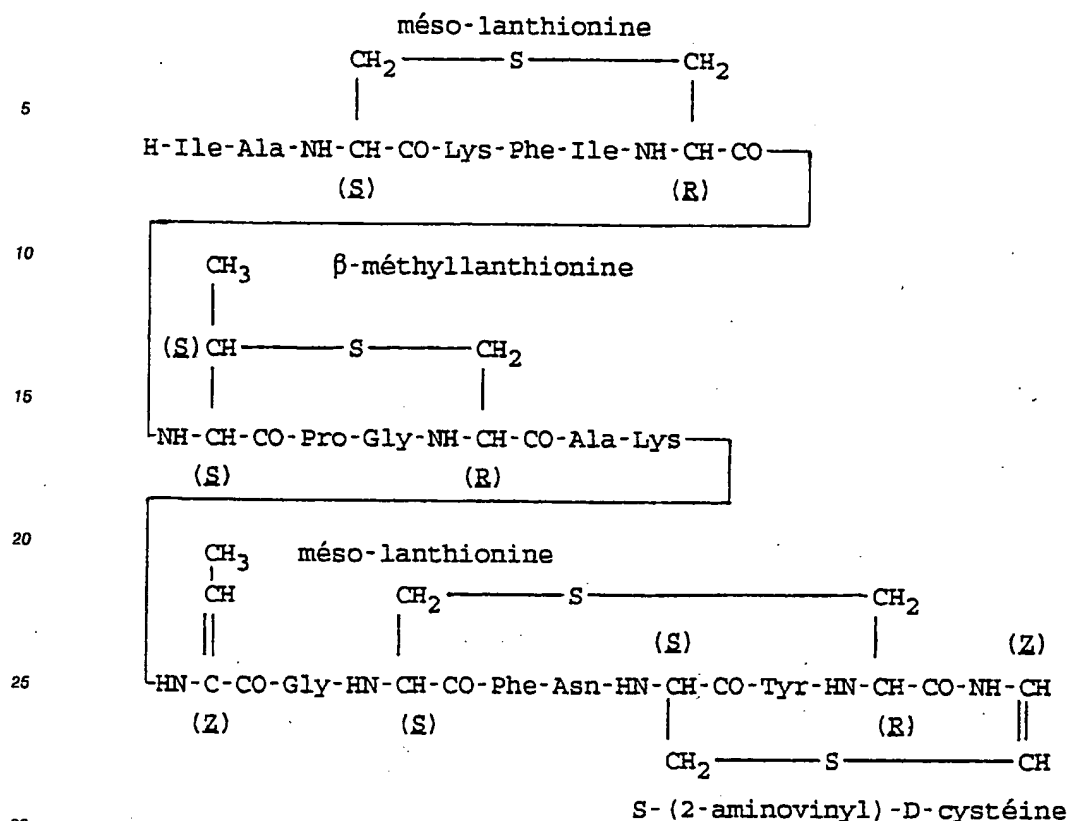 méso-lanthionine
CH₂ S CH₂
5
H-Ile-Ala-NH-CH-CO-Lys-Phe-Ile-NH-CH-CO
(S) (R)
10
CH₃ β-méthyllanthionine
(S) CH S CH₂
15
NH-CH-CO-Pro-Gly-NH-CH-CO-Ala-Lys
(S) (R)
20
CH₃ méso-lanthionine
CH CH₂ S CH₂
(S) (Z)
25 HN-C-CO-Gly-HN-CH-CO-Phe-Asn-HN-CH-CO-Tyr-HN-CH-CO-NH-CH
(Z) (S) (R)
CH₂ S CH
S-(2-aminovinyl)-D-cystéine